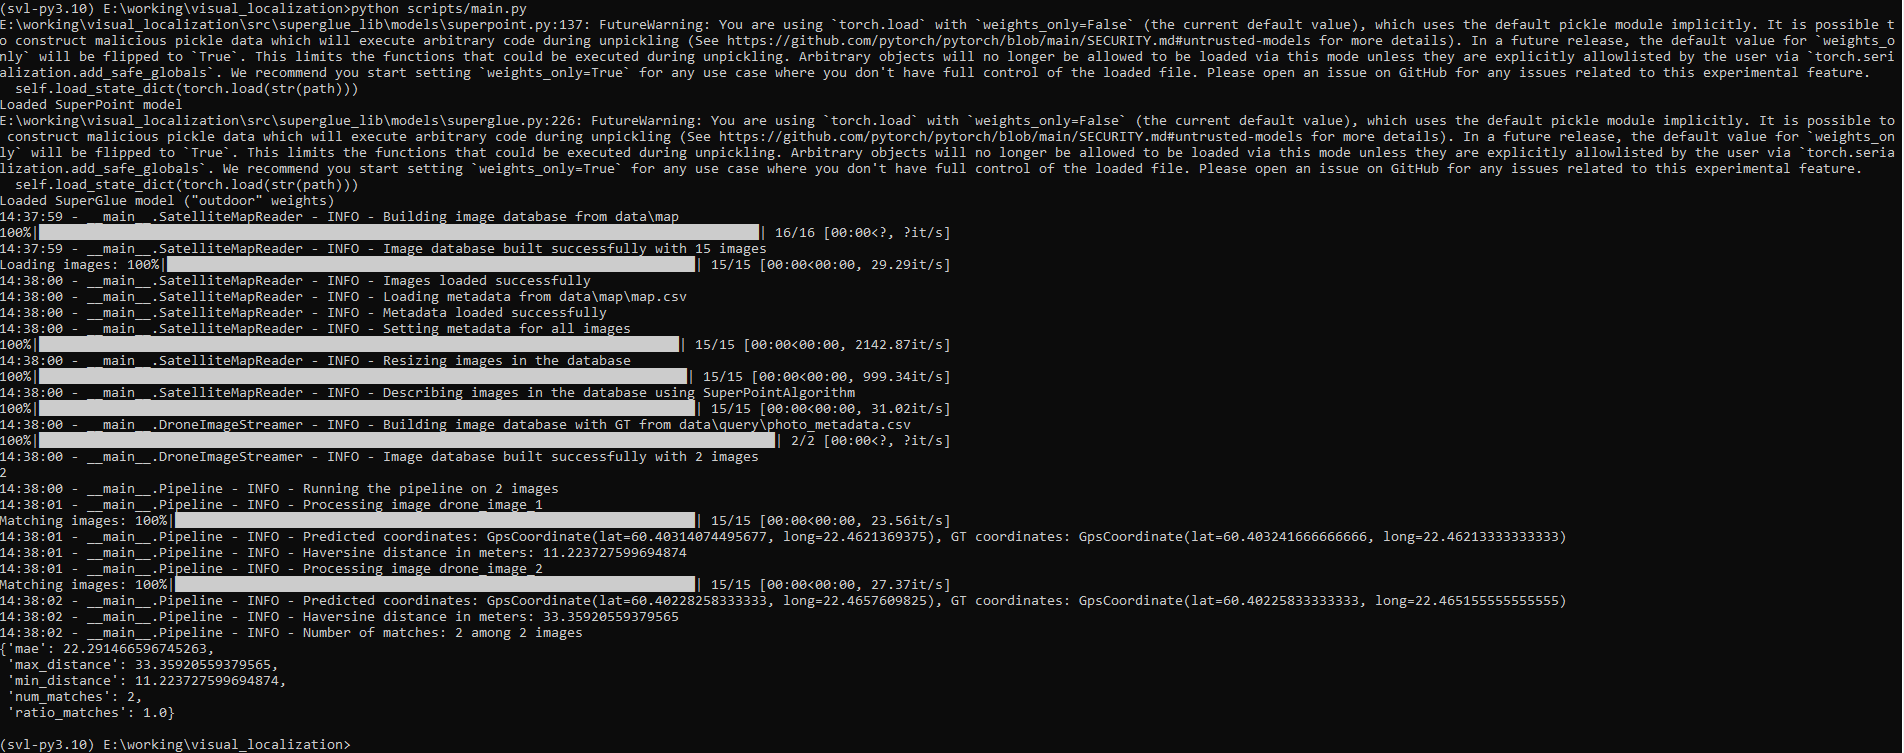 (svl-py3.10) E:\working\visual_localization>python scripts/main.py
E:\working\visual_localization\src\superglue_lib\models\superpoint.py:137: FutureWarning: You are using `torch.load` with `weights_only=False` (the current default value), which uses the default pickle module implicitly. It is possible t
o construct malicious pickle data which will execute arbitrary code during unpickling (See https://github.com/pytorch/pytorch/blob/main/SECURITY.md#untrusted-models for more details). In a future release, the default value for `weights_o
nly` will be flipped to `True`. This limits the functions that could be executed during unpickling. Arbitrary objects will no longer be allowed to be loaded via this mode unless they are explicitly allowlisted by the user via `torch.seri
alization.add_safe_globals`. We recommend you start setting `weights_only=True` for any use case where you don't have full control of the loaded file. Please open an issue on GitHub for any issues related to this experimental feature.
  self.load_state_dict(torch.load(str(path)))
Loaded SuperPoint model
E:\working\visual_localization\src\superglue_lib\models\superglue.py:226: FutureWarning: You are using `torch.load` with `weights_only=False` (the current default value), which uses the default pickle module implicitly. It is possible to
 construct malicious pickle data which will execute arbitrary code during unpickling (See https://github.com/pytorch/pytorch/blob/main/SECURITY.md#untrusted-models for more details). In a future release, the default value for `weights_on
ly` will be flipped to `True`. This limits the functions that could be executed during unpickling. Arbitrary objects will no longer be allowed to be loaded via this mode unless they are explicitly allowlisted by the user via `torch.seria
lization.add_safe_globals`. We recommend you start setting `weights_only=True` for any use case where you don't have full control of the loaded file. Please open an issue on GitHub for any issues related to this experimental feature.
  self.load_state_dict(torch.load(str(path)))
Loaded SuperGlue model ("outdoor" weights)
14:37:59 - __main__.SatelliteMapReader - INFO - Building image database from data\map
100%| | 16/16 [00:00<?, ?it/s]
14:37:59 - __main__.SatelliteMapReader - INFO - Image database built successfully with 15 images
Loading images: 100%| | 15/15 [00:00<00:00, 29.29it/s]
14:38:00 - __main__.SatelliteMapReader - INFO - Images loaded successfully
14:38:00 - __main__.SatelliteMapReader - INFO - Loading metadata from data\map\map.csv
14:38:00 - __main__.SatelliteMapReader - INFO - Metadata loaded successfully
14:38:00 - __main__.SatelliteMapReader - INFO - Setting metadata for all images
100%| | 15/15 [00:00<00:00, 2142.87it/s]
14:38:00 - __main__.SatelliteMapReader - INFO - Resizing images in the database
100%| | 15/15 [00:00<00:00, 999.34it/s]
14:38:00 - __main__.SatelliteMapReader - INFO - Describing images in the database using SuperPointAlgorithm
100%| | 15/15 [00:00<00:00, 31.02it/s]
14:38:00 - __main__.DroneImageStreamer - INFO - Building image database with GT from data\query\photo_metadata.csv
100%| | 2/2 [00:00<?, ?it/s]
14:38:00 - __main__.DroneImageStreamer - INFO - Image database built successfully with 2 images
2
14:38:00 - __main__.Pipeline - INFO - Running the pipeline on 2 images
14:38:01 - __main__.Pipeline - INFO - Processing image drone_image_1
Matching images: 100%| | 15/15 [00:00<00:00, 23.56it/s]
14:38:01 - __main__.Pipeline - INFO - Predicted coordinates: GpsCoordinate(lat=60.40314074495677, long=22.4621369375), GT coordinates: GpsCoordinate(lat=60.403241666666666, long=22.46213333333333)
14:38:01 - __main__.Pipeline - INFO - Haversine distance in meters: 11.223727599694874
14:38:01 - __main__.Pipeline - INFO - Processing image drone_image_2
Matching images: 100%| | 15/15 [00:00<00:00, 27.37it/s]
14:38:02 - __main__.Pipeline - INFO - Predicted coordinates: GpsCoordinate(lat=60.40228258333333, long=22.4657609825), GT coordinates: GpsCoordinate(lat=60.40225833333333, long=22.465155555555555)
14:38:02 - __main__.Pipeline - INFO - Haversine distance in meters: 33.35920559379565
14:38:02 - __main__.Pipeline - INFO - Number of matches: 2 among 2 images
{'mae': 22.291466596745263,
 'max_distance': 33.35920559379565,
 'min_distance': 11.223727599694874,
 'num_matches': 2,
 'ratio_matches': 1.0}
(svl-py3.10) E:\working\visual_localization>